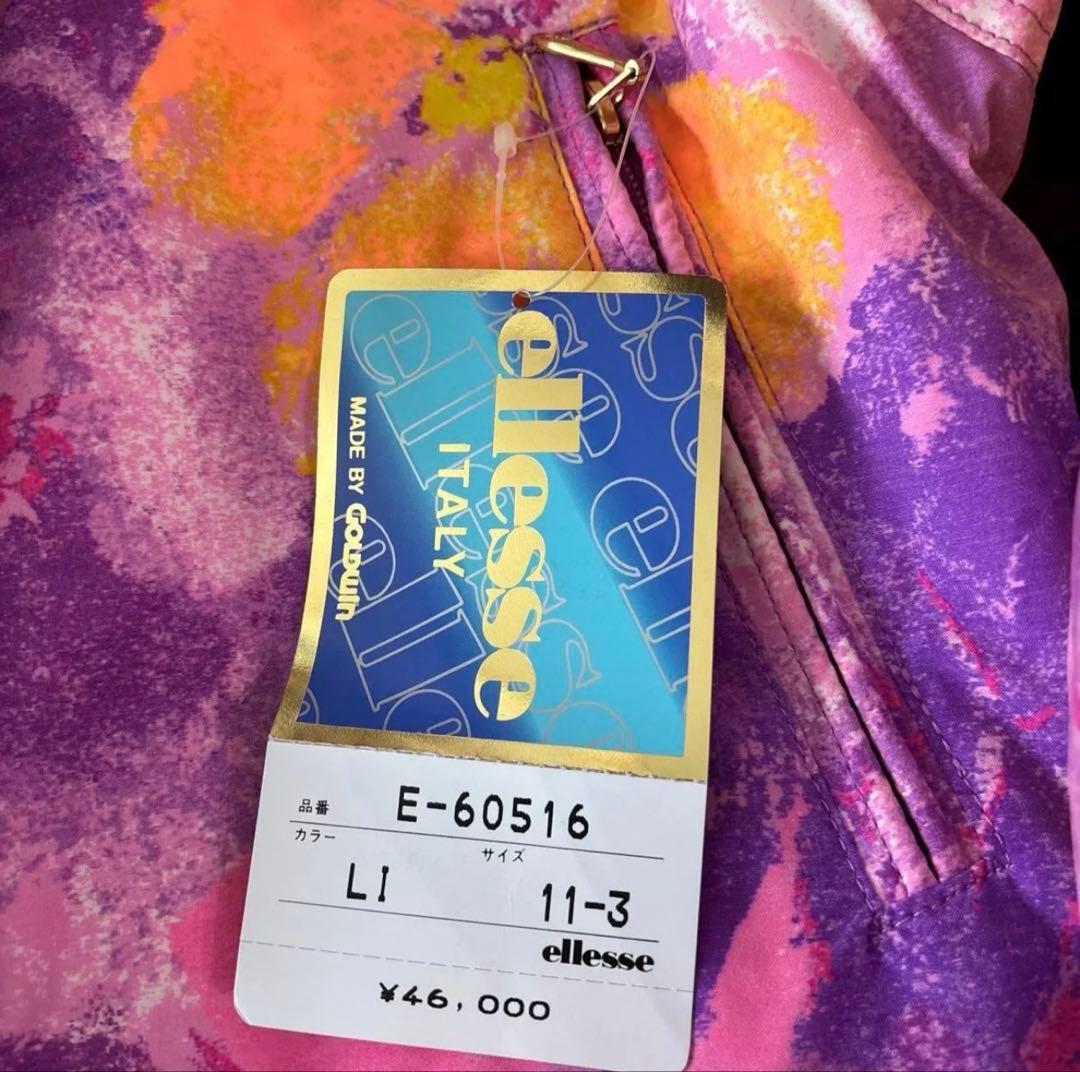 ellesse
ITALY
MADE BY GOLDWIN
品番 E-60516
カラー サイズ
LI 11-3
ellesse
¥46,000